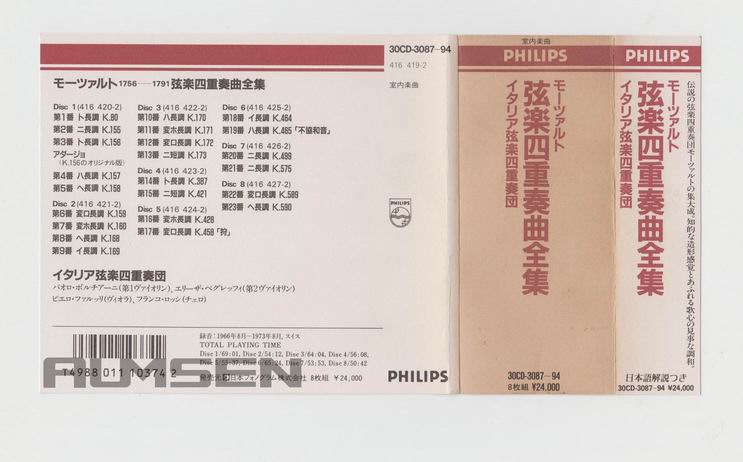 30CD-3087-94
416 419-2
室内楽曲
モーツァルト 1756—1791 弦楽四重奏曲全集
Disc 1 (416 420-2)
第1番 ト長調 K.80
第2番 ニ長調 K.155
第3番 ト長調 K.156
アダージョ
(K.156のオリジナル版)
第4番 ハ長調 K.157
第5番 ヘ長調 K.158
Disc 2 (416 421-2)
第6番 変ロ長調 K.159
第7番 変ホ長調 K.160
第8番 ヘ長調 K.168
第9番 イ長調 K.169
Disc 3 (416 422-2)
第10番 ハ長調 K.170
第11番 変ホ長調 K.171
第12番 変ロ長調 K.172
第13番 ニ短調 K.173
Disc 4 (416 423-2)
第14番 ト長調 K.387
第15番 ニ短調 K.421
Disc 5 (416 424-2)
第16番 変ホ長調 K.428
第17番 変ロ長調 K.458「狩」
Disc 6 (416 425-2)
第18番 イ長調 K.464
第19番 ハ長調 K.465「不協和音」
Disc 7 (416 426-2)
第20番 ニ長調 K.499
第21番 ニ長調 K.575
Disc 8 (416 427-2)
第22番 変ロ長調 K.589
第23番 ヘ長調 K.590
PHILIPS
イタリア弦楽四重奏団
パオロ・ボルチアーニ(第1ヴァイオリン), エリーザ・ペグレッフィ(第2ヴァイオリン)
ピエロ・ファルッリ(ヴィオラ), フランコ・ロッシ(チェロ)
録音：1966年8月—1973年8月, スイス
TOTAL PLAYING TIME
Disc 1/69:01, Disc 2/54:12, Disc 3/64:04, Disc 4/56:08,
Disc 5/55:37, Disc 6/65:24, Disc 7/53:53, Disc 8/50:42
発売元 日本フォノグラム株式会社 8枚組 ¥24,000
T4988 011 10374 2
AUMSEN
PHILIPS
室内楽曲
PHILIPS
モーツァルト
弦楽四重奏曲全集
イタリア弦楽四重奏団
30CD-3087-94
8枚組 ¥24,000
PHILIPS
伝説の弦楽四重奏団モーツァルトの集大成。知的な造形感覚とあふれる歌心の見事な調和。
モーツァルト
弦楽四重奏曲全集
イタリア弦楽四重奏団
日本語解説つき
30CD-3087-94 ¥24,000